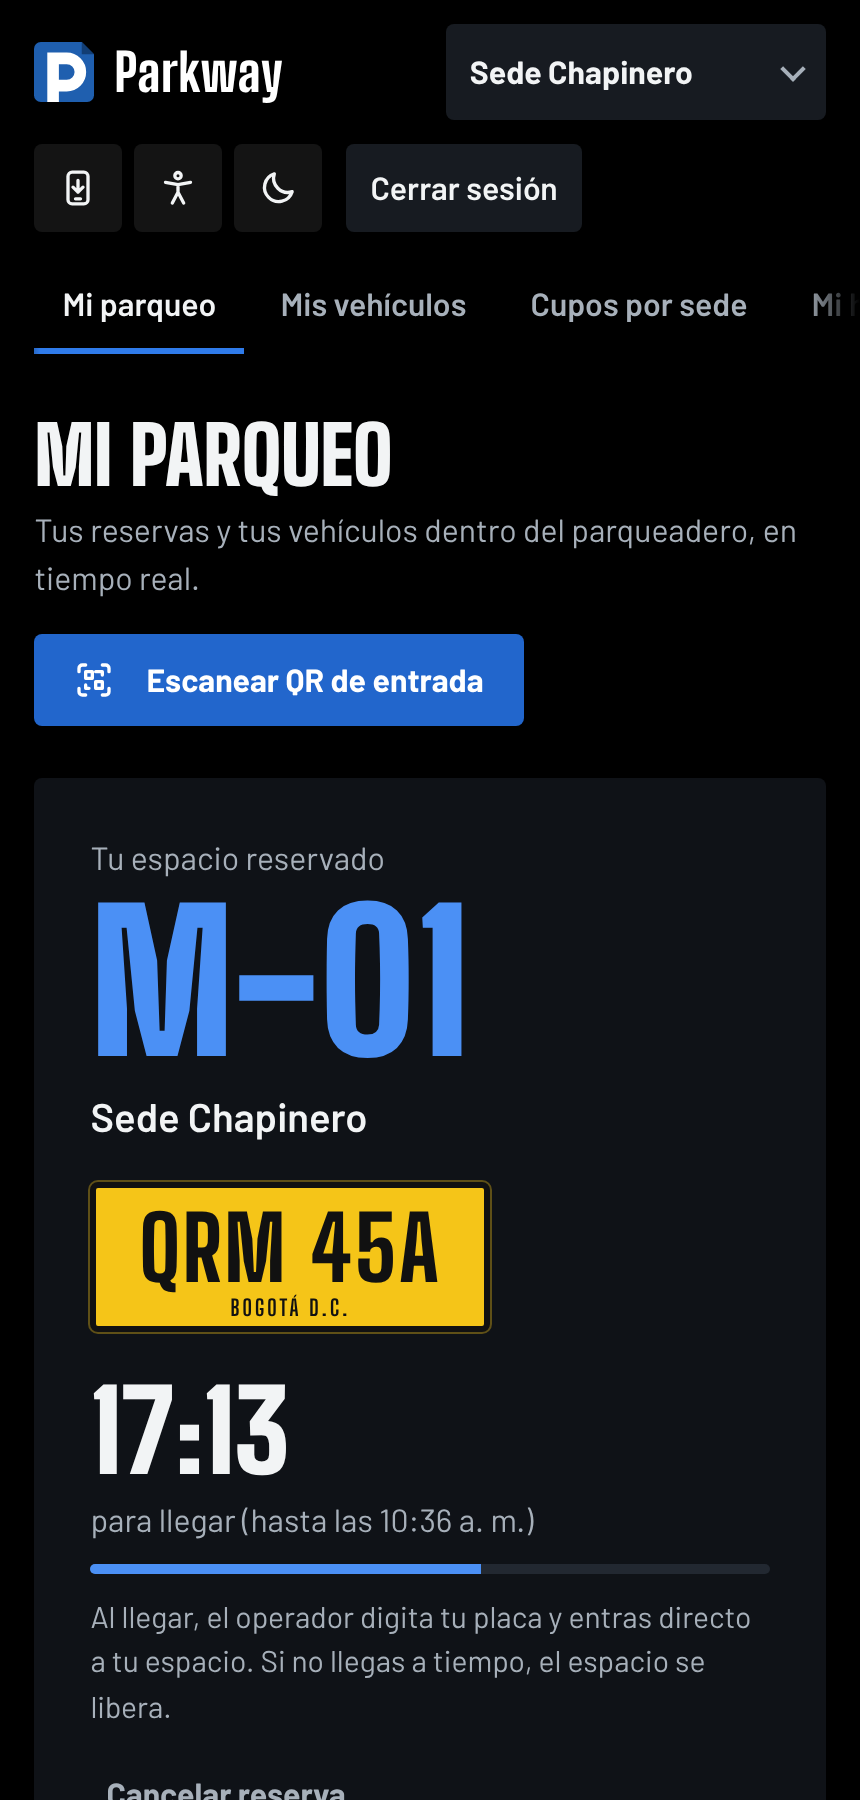 Parkway
Sede Chapinero
Cerrar sesión
Mi parqueo
Mis vehículos
Cupos por sede
Mi
MI PARQUEO
Tus reservas y tus vehículos dentro del parqueadero, en
tiempo real.
Escanear QR de entrada
Tu espacio reservado
M-01
Sede Chapinero
QRM 45A
BOGOTÁ D.C.
17:13
para llegar (hasta las 10:36 a. m.)
Al llegar, el operador digita tu placa y entras directo
a tu espacio. Si no llegas a tiempo, el espacio se
libera.
Cancelar reserva